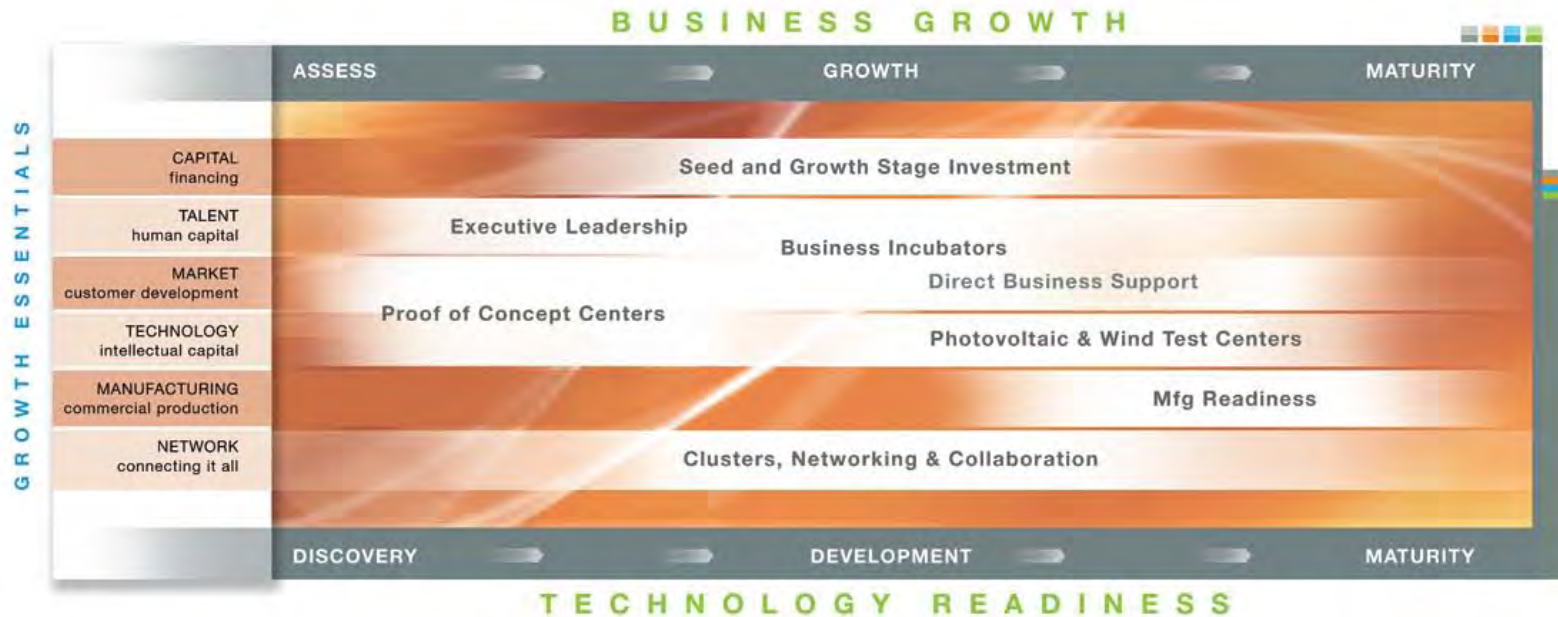 BUSINESS GROWTH
ASSESS GROWTH MATURITY
GROWTH ESSENTIALS
CAPITAL
financing
Seed and Growth Stage Investment
TALENT
human capital
Executive Leadership
Business Incubators
MARKET
customer development
Direct Business Support
Proof of Concept Centers
TECHNOLOGY
intellectual capital
Photovoltaic & Wind Test Centers
MANUFACTURING
commercial production
Mfg Readiness
NETWORK
connecting it all
Clusters, Networking & Collaboration
DISCOVERY DEVELOPMENT MATURITY
TECHNOLOGY READINESS